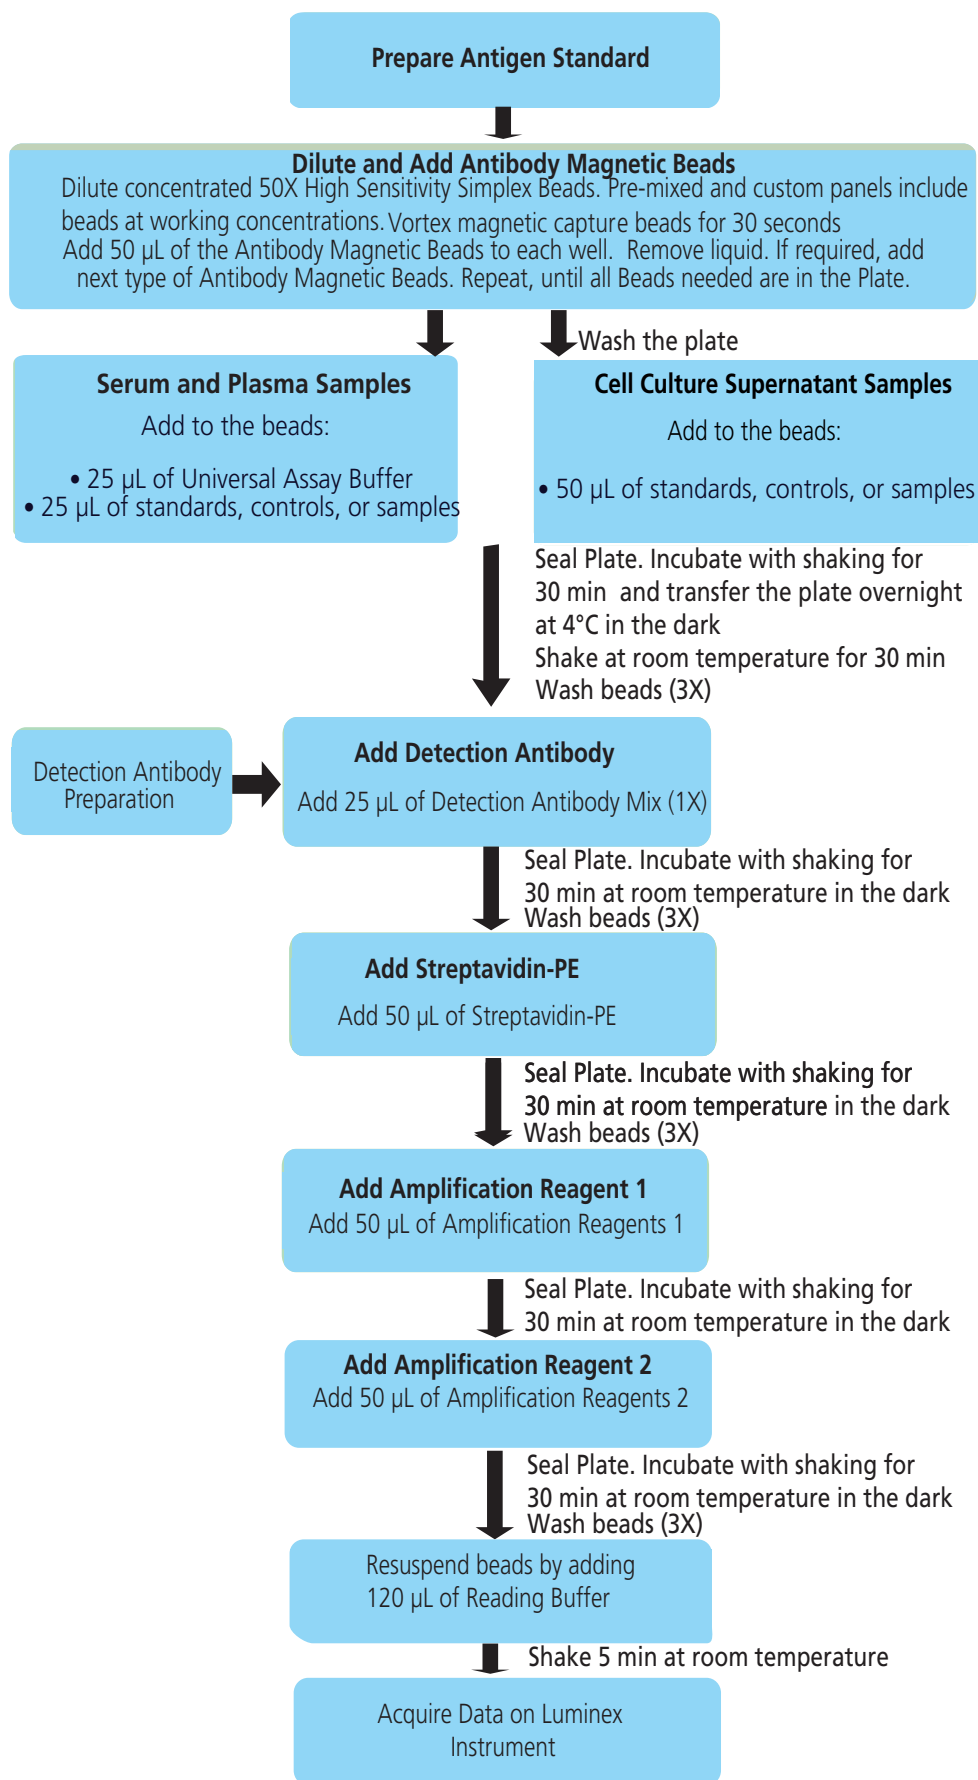 Prepare Antigen Standard
Dilute and Add Antibody Magnetic Beads
Dilute concentrated 50X High Sensitivity Simplex Beads. Pre-mixed and custom panels include
beads at working concentrations. Vortex magnetic capture beads for 30 seconds
Add 50 µL of the Antibody Magnetic Beads to each well. Remove liquid. If required, add
next type of Antibody Magnetic Beads. Repeat, until all Beads needed are in the Plate.
Wash the plate
Serum and Plasma Samples
Add to the beads:
• 25 µL of Universal Assay Buffer
• 25 µL of standards, controls, or samples
Cell Culture Supernatant Samples
Add to the beads:
• 50 µL of standards, controls, or samples
Seal Plate. Incubate with shaking for
30 min and transfer the plate overnight
at 4°C in the dark
Shake at room temperature for 30 min
Wash beads (3X)
Detection Antibody
Preparation
Add Detection Antibody
Add 25 µL of Detection Antibody Mix (1X)
Seal Plate. Incubate with shaking for
30 min at room temperature in the dark
Wash beads (3X)
Add Streptavidin-PE
Add 50 µL of Streptavidin-PE
Seal Plate. Incubate with shaking for
30 min at room temperature in the dark
Wash beads (3X)
Add Amplification Reagent 1
Add 50 µL of Amplification Reagents 1
Seal Plate. Incubate with shaking for
30 min at room temperature in the dark
Add Amplification Reagent 2
Add 50 µL of Amplification Reagents 2
Seal Plate. Incubate with shaking for
30 min at room temperature in the dark
Wash beads (3X)
Resuspend beads by adding
120 µL of Reading Buffer
Shake 5 min at room temperature
Acquire Data on Luminex
Instrument